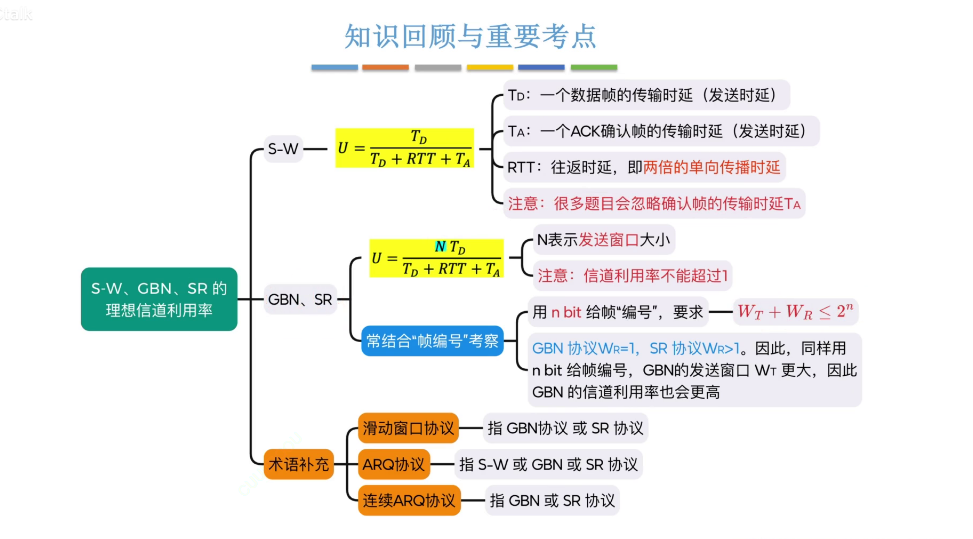 知识回顾与重要考点
S-W
U = T_D / (T_D + RTT + T_A)
TD：一个数据帧的传输时延（发送时延）
TA：一个ACK确认帧的传输时延（发送时延）
RTT：往返时延，即两倍的单向传播时延
注意：很多题目会忽略确认帧的传输时延TA
S-W、GBN、SR 的
理想信道利用率
GBN、SR
U = N T_D / (T_D + RTT + T_A)
N表示发送窗口大小
注意：信道利用率不能超过1
常结合“帧编号”考察
用 n bit 给帧“编号”，要求
W_T + W_R ≤ 2^n
GBN 协议WR=1，SR 协议WR>1。因此，同样用
n bit 给帧编号，GBN的发送窗口 WT 更大，因此
GBN 的信道利用率也会更高
术语补充
滑动窗口协议
指 GBN协议 或 SR 协议
ARQ协议
指 S-W 或 GBN 或 SR 协议
连续ARQ协议
指 GBN 或 SR 协议